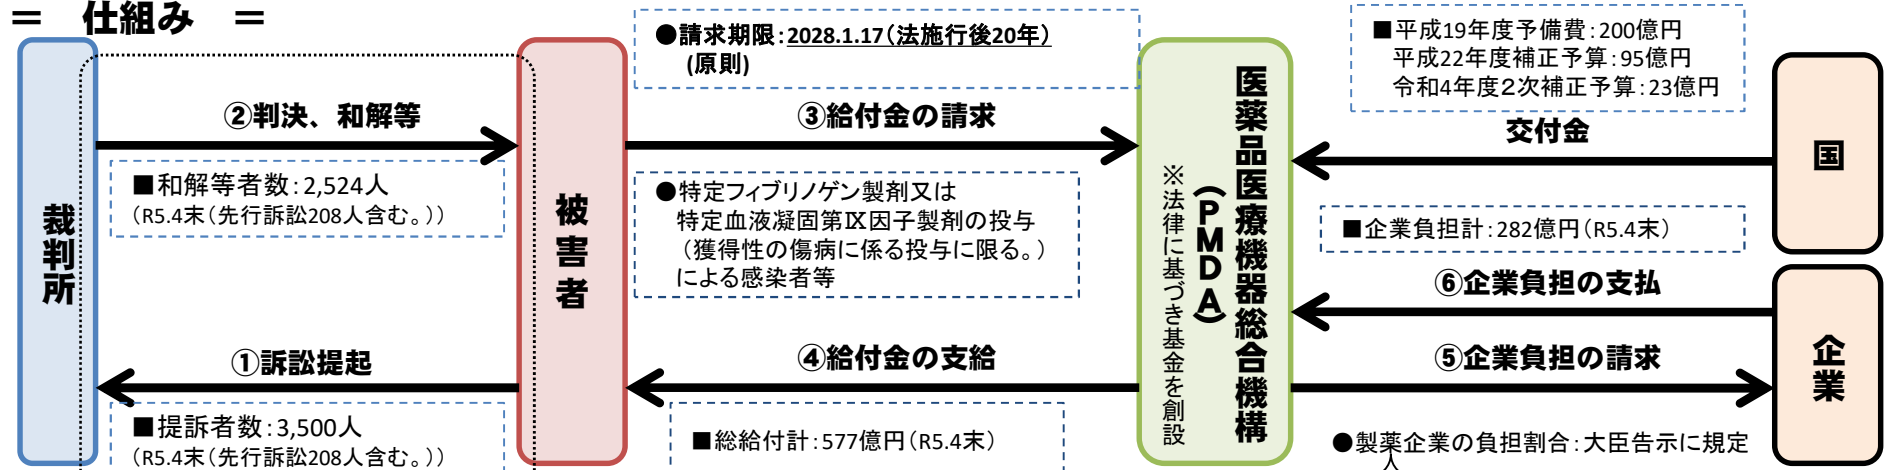 ＝　仕組み　＝
裁判所
②判決、和解等
■和解等者数：2,524人
（R5.4末（先行訴訟208人含む。））
①訴訟提起
■提訴者数：3,500人
（R5.4末（先行訴訟208人含む。））
被害者
●請求期限：2028.1.17（法施行後20年）
(原則)
③給付金の請求
●特定フィブリノゲン製剤又は
特定血液凝固第Ⅸ因子製剤の投与
（獲得性の傷病に係る投与に限る。）
による感染者等
④給付金の支給
■総給付計：577億円（R5.4末）
医薬品医療機器総合機構
（ＰＭＤＡ）
※法律に基づき基金を創設
■平成19年度予備費：200億円
平成22年度補正予算：95億円
令和4年度２次補正予算：23億円
交付金
国
■企業負担計：282億円（R5.4末）
⑥企業負担の支払
⑤企業負担の請求
企業
●製薬企業の負担割合：大臣告示に規定